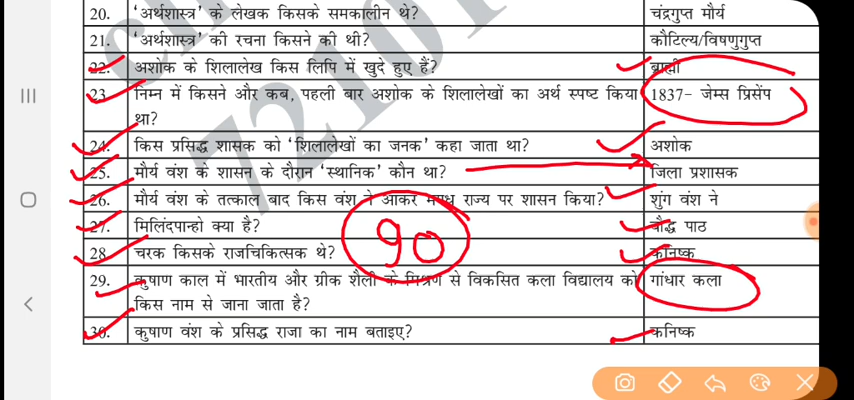 20. 'अर्थशास्त्र' के लेखक किसके समकालीन थे? चंद्रगुप्त मौर्य
21. 'अर्थशास्त्र' की रचना किसने की थी? कौटिल्य/विषणुगुप्त
22. अशोक के शिलालेख किस लिपि में खुदे हुए हैं? ब्राह्मी
23. निम्न में किसने और कब, पहली बार अशोक के शिलालेखों का अर्थ स्पष्ट किया 1837- जेम्स प्रिसेंप
था?
24. किस प्रसिद्ध शासक को 'शिलालेखों का जनक' कहा जाता था? अशोक
25. मौर्य वंश के शासन के दौरान 'स्थानिक' कौन था? जिला प्रशासक
26. मौर्य वंश के तत्काल बाद किस वंश ने आकर मगध राज्य पर शासन किया? शुंग वंश ने
27. मिलिंदपान्हो क्या है? बौद्ध पाठ
28. चरक किसके राजचिकित्सक थे? कनिष्क
90
29. कुषाण काल में भारतीय और ग्रीक शैली के मिश्रण से विकसित कला विद्यालय को गांधार कला
किस नाम से जाना जाता है?
30. कुषाण वंश के प्रसिद्ध राजा का नाम बताइए? कनिष्क